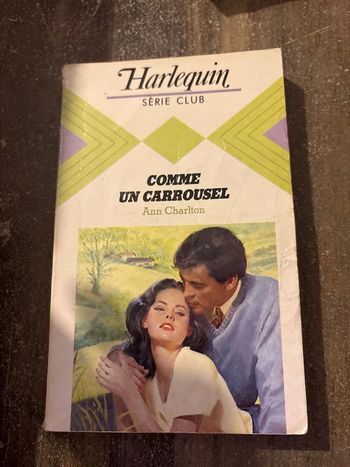 Harlequin
SÉRIE CLUB
COMME
UN CARROUSEL
Ann Charlton